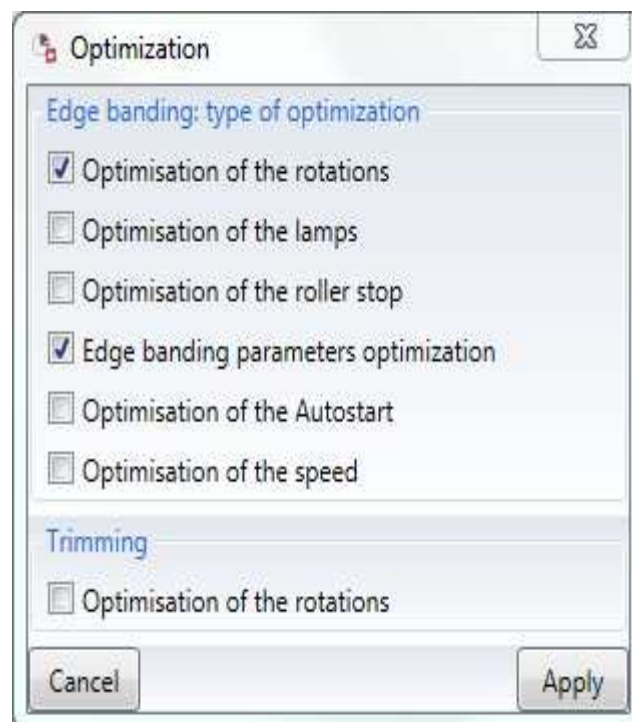 Optimization
Edge banding: type of optimization
Optimisation of the rotations
Optimisation of the lamps
Optimisation of the roller stop
Edge banding parameters optimization
Optimisation of the Autostart
Optimisation of the speed
Trimming
Optimisation of the rotations
Cancel Apply